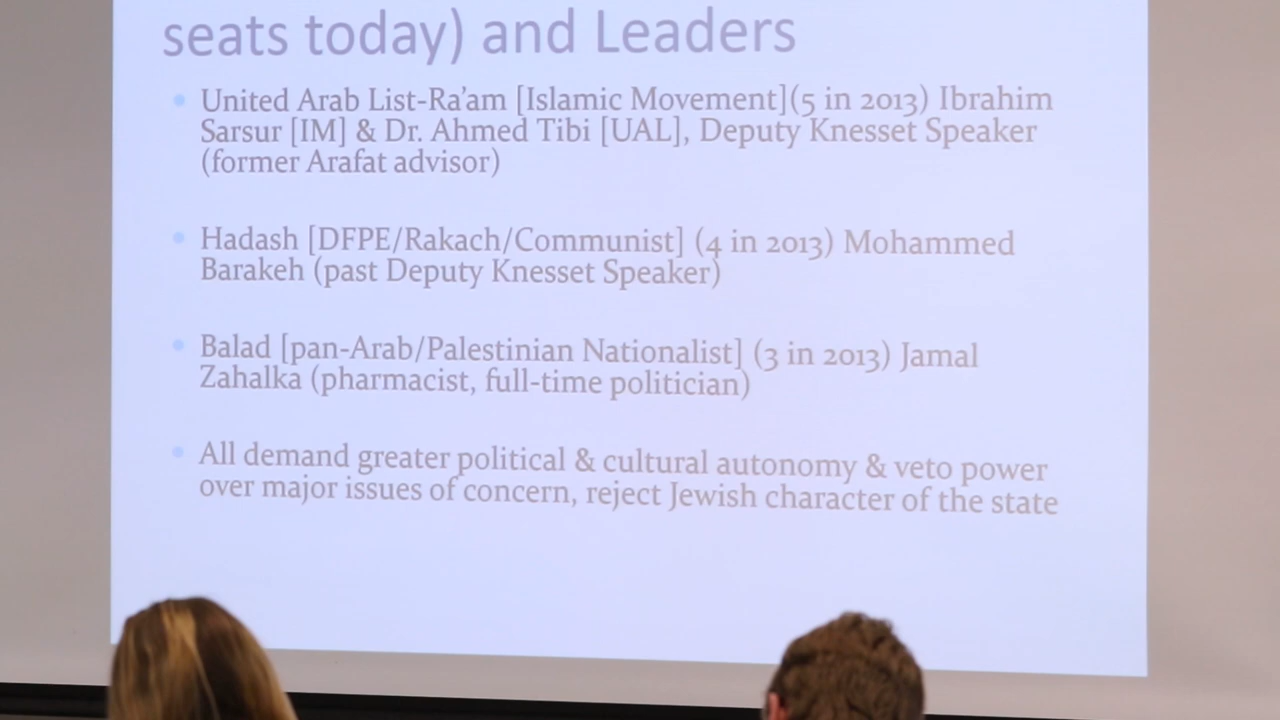 seats today) and Leaders
• United Arab List-Ra'am [Islamic Movement](5 in 2013) Ibrahim
Sarsur [IM] & Dr. Ahmed Tibi [UAL], Deputy Knesset Speaker
(former Arafat advisor)
• Hadash [DFPE/Rakach/Communist] (4 in 2013) Mohammed
Barakeh (past Deputy Knesset Speaker)
• Balad [pan-Arab/Palestinian Nationalist] (3 in 2013) Jamal
Zahalka (pharmacist, full-time politician)
• All demand greater political & cultural autonomy & veto power
over major issues of concern, reject Jewish character of the state